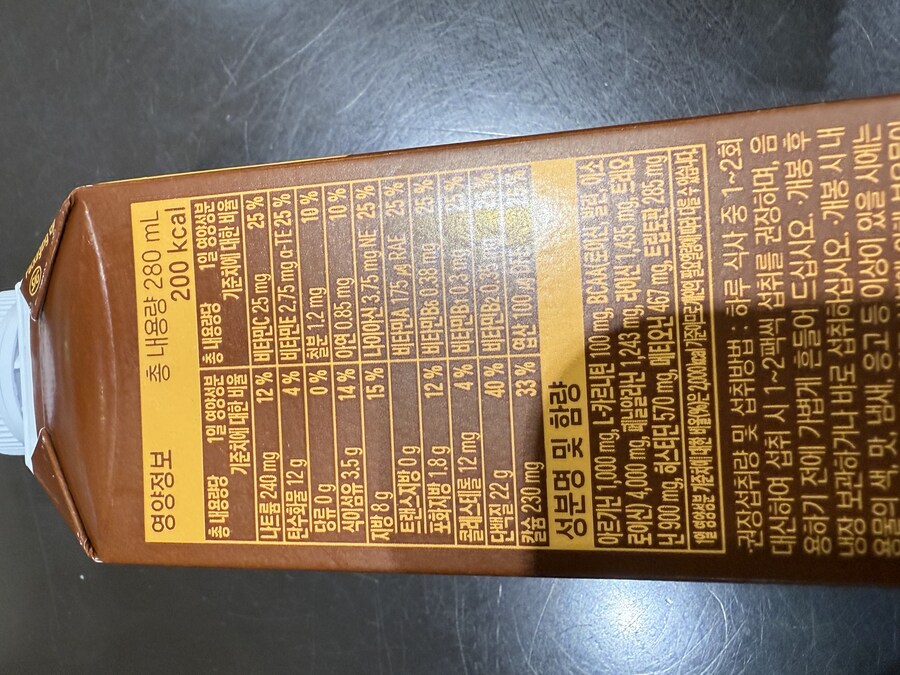 영양정보
총 내용량 280 mL
200 kcal
총 내용량당 1일 영양성분 기준치에 대한 비율
나트륨 240 mg 12 %
탄수화물 12 g 4 %
당류 0 g 0 %
식이섬유 3.5 g 14 %
지방 8 g 15 %
트랜스지방 0 g
포화지방 1.8 g 12 %
콜레스테롤 12 mg 4 %
단백질 22 g 40 %
칼슘 230 mg 33 %
총 내용량당 1일 영양성분 기준치에 대한 비율
비타민C 25 mg 25 %
비타민E 2.75 mg α-TE 25 %
철분 1.2 mg 10 %
아연 0.85 mg 10 %
나이아신 3.75 mg NE 25 %
비타민A 175 μg RAE 25 %
비타민B6 0.38 mg 25 %
비타민B1 0.3 mg 25 %
비타민B2 0.35 mg
엽산 100 μg
성분명 및 함량
아르기닌 1,000 mg, L-카르니틴 100 mg, BCAA(로이신, 발린, 이소
로이신) 4,000 mg, 페닐알라닌 1,243 mg, 라이신 1,435 mg, 트레오
닌 900 mg, 히스티딘 570 mg, 메티오닌 467 mg, 트립토판 285 mg
1일 영양성분 기준치에 대한 비율(%)은 2,000 kcal 기준이므로 개인의 필요 열량에 따라 다를 수 있습니다.
권장섭취량 및 섭취방법 : 하루 식사 중 1~2회
대신하여 섭취 시 1~2팩씩 섭취를 권장하며, 음
용하기 전에 가볍게 흔들어 드십시오. 개봉 후
냉장 보관하거나 바로 섭취하십시오. 개봉 시 내
용물의 색, 맛, 냄새, 응고 등 이상이 있을 시에는